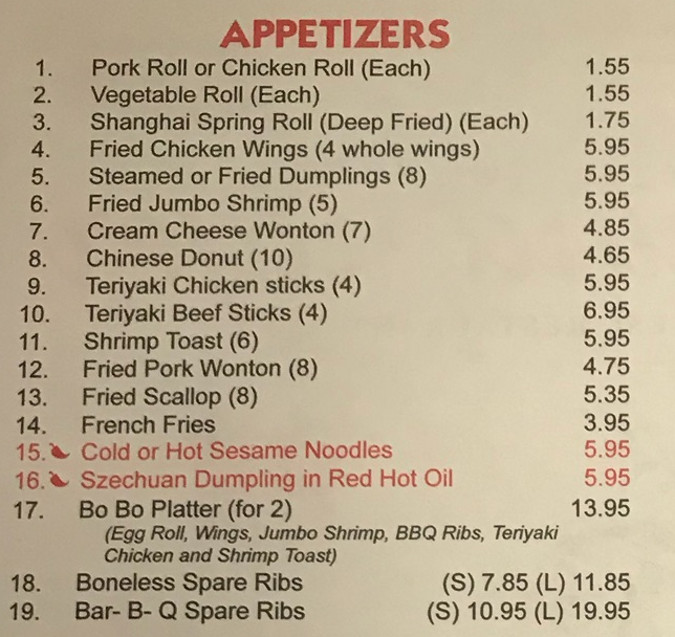 APPETIZERS
1. Pork Roll or Chicken Roll (Each) 1.55
2. Vegetable Roll (Each) 1.55
3. Shanghai Spring Roll (Deep Fried) (Each) 1.75
4. Fried Chicken Wings (4 whole wings) 5.95
5. Steamed or Fried Dumplings (8) 5.95
6. Fried Jumbo Shrimp (5) 5.95
7. Cream Cheese Wonton (7) 4.85
8. Chinese Donut (10) 4.65
9. Teriyaki Chicken sticks (4) 5.95
10. Teriyaki Beef Sticks (4) 6.95
11. Shrimp Toast (6) 5.95
12. Fried Pork Wonton (8) 4.75
13. Fried Scallop (8) 5.35
14. French Fries 3.95
15. Cold or Hot Sesame Noodles 5.95
16. Szechuan Dumpling in Red Hot Oil 5.95
17. Bo Bo Platter (for 2) 13.95
(Egg Roll, Wings, Jumbo Shrimp, BBQ Ribs, Teriyaki
Chicken and Shrimp Toast)
18. Boneless Spare Ribs (S) 7.85 (L) 11.85
19. Bar- B- Q Spare Ribs (S) 10.95 (L) 19.95